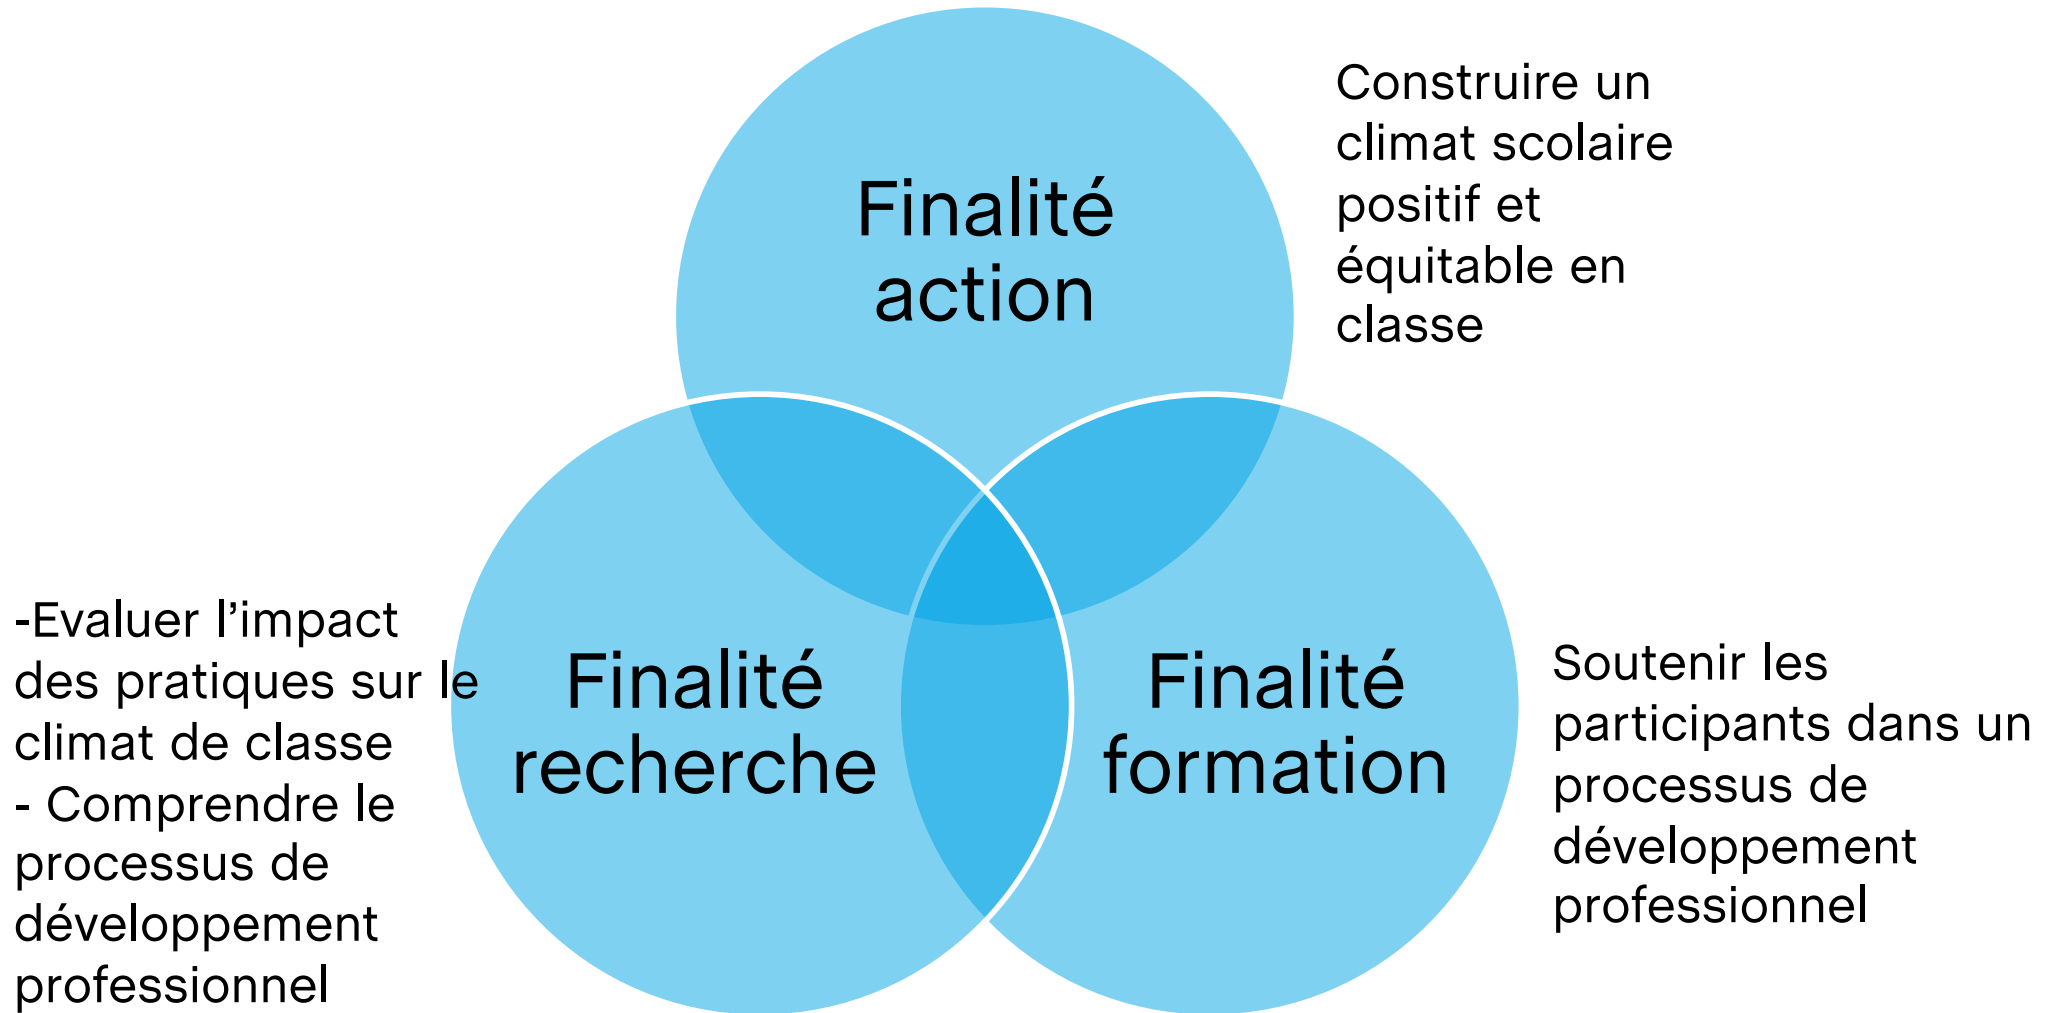 Finalité
action
Construire un
climat scolaire
positif et
équitable en
classe
-Evaluer l’impact
des pratiques sur le
climat de classe
- Comprendre le
processus de
développement
professionnel
Finalité
recherche
Finalité
formation
Soutenir les
participants dans un
processus de
développement
professionnel